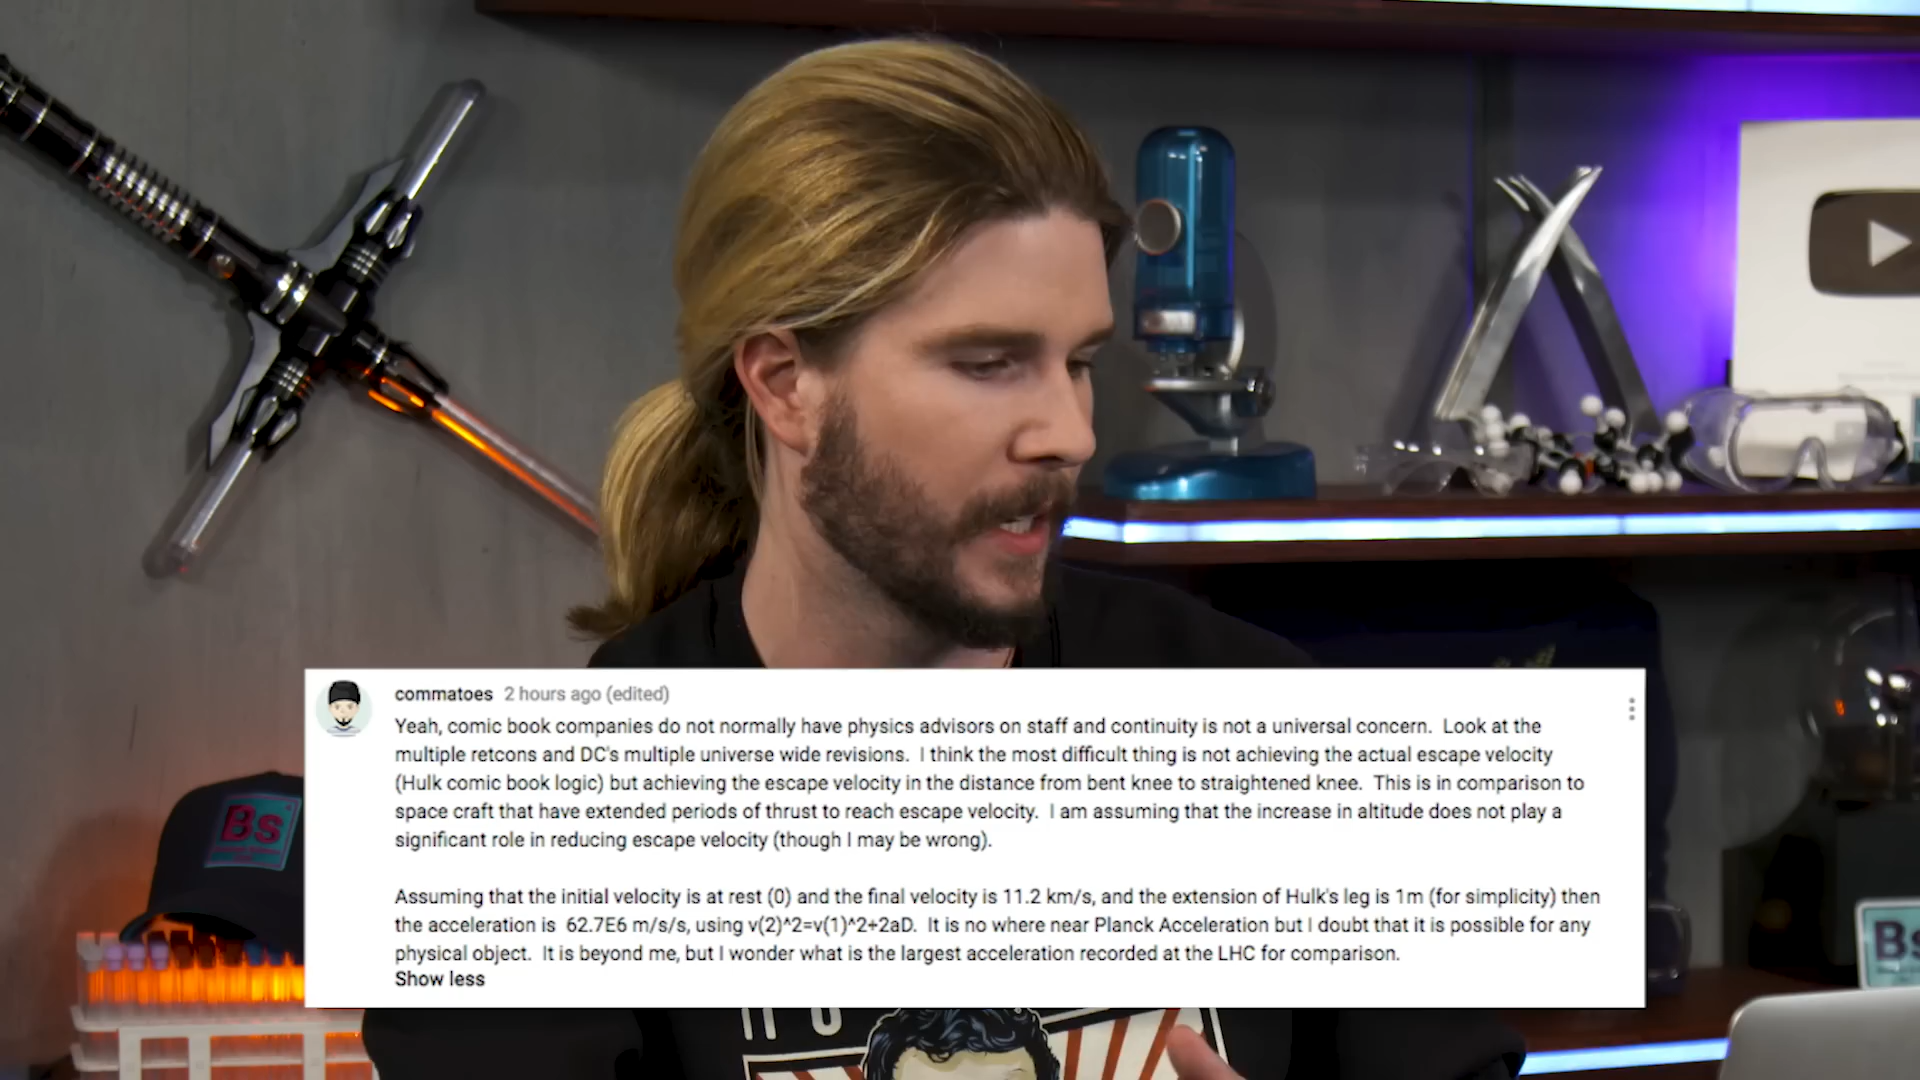 commatoes 2 hours ago (edited)
Yeah, comic book companies do not normally have physics advisors on staff and continuity is not a universal concern. Look at the
multiple retcons and DC's multiple universe wide revisions. I think the most difficult thing is not achieving the actual escape velocity
(Hulk comic book logic) but achieving the escape velocity in the distance from bent knee to straightened knee. This is in comparison to
space craft that have extended periods of thrust to reach escape velocity. I am assuming that the increase in altitude does not play a
significant role in reducing escape velocity (though I may be wrong).
Assuming that the initial velocity is at rest (0) and the final velocity is 11.2 km/s, and the extension of Hulk's leg is 1m (for simplicity) then
the acceleration is 62.7E6 m/s/s, using v(2)^2=v(1)^2+2aD. It is no where near Planck Acceleration but I doubt that it is possible for any
physical object. It is beyond me, but I wonder what is the largest acceleration recorded at the LHC for comparison.
Show less
Bs
Bs